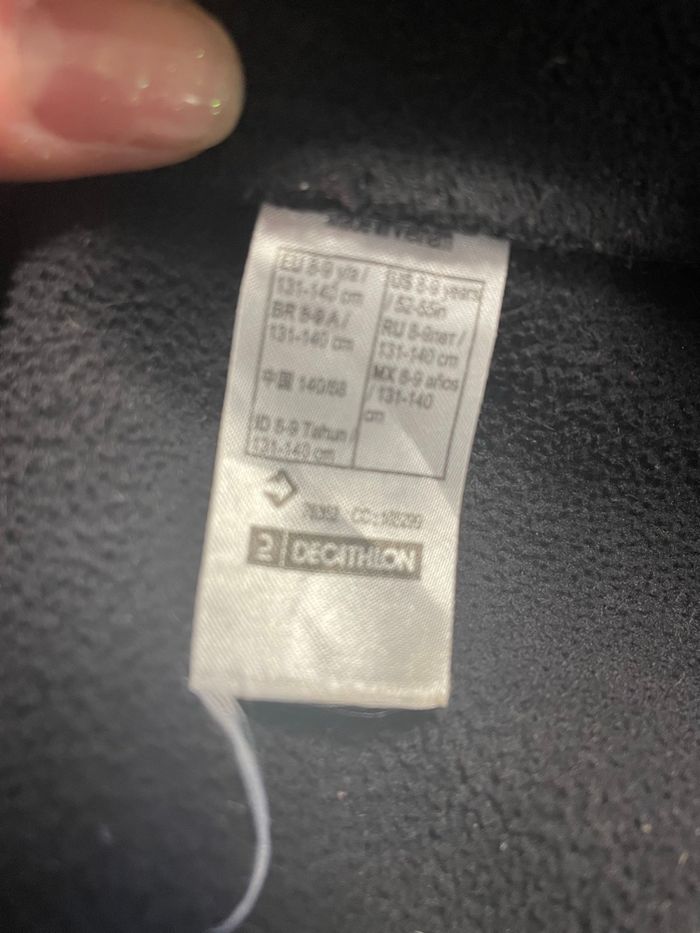 EU 8-9 y/a /
131-140 cm
BR 8-9 A /
131-140 cm
中国 140/68
ID 8-9 Tahun /
131-140 cm
US 8-9 years
/ 52-55in
RU 8-9лет /
131-140 cm
MX 8-9 años
/ 131-140
cm
2 DECATHLON